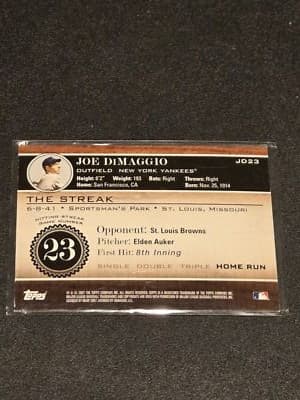 JOE DiMAGGIO
JD23
OUTFIELD NEW YORK YANKEES®
Height: 6'2" Weight: 193 Bats: Right Throws: Right
Home: San Francisco, CA Born: Nov. 25, 1914
THE STREAK
6-8-41 • SPORTSMAN'S PARK • ST. LOUIS, MISSOURI
HITTING STREAK
GAME NUMBER
23
Opponent: St. Louis Browns
Pitcher: Elden Auker
First Hit: 8th Inning
SINGLE DOUBLE TRIPLE HOME RUN
Topps